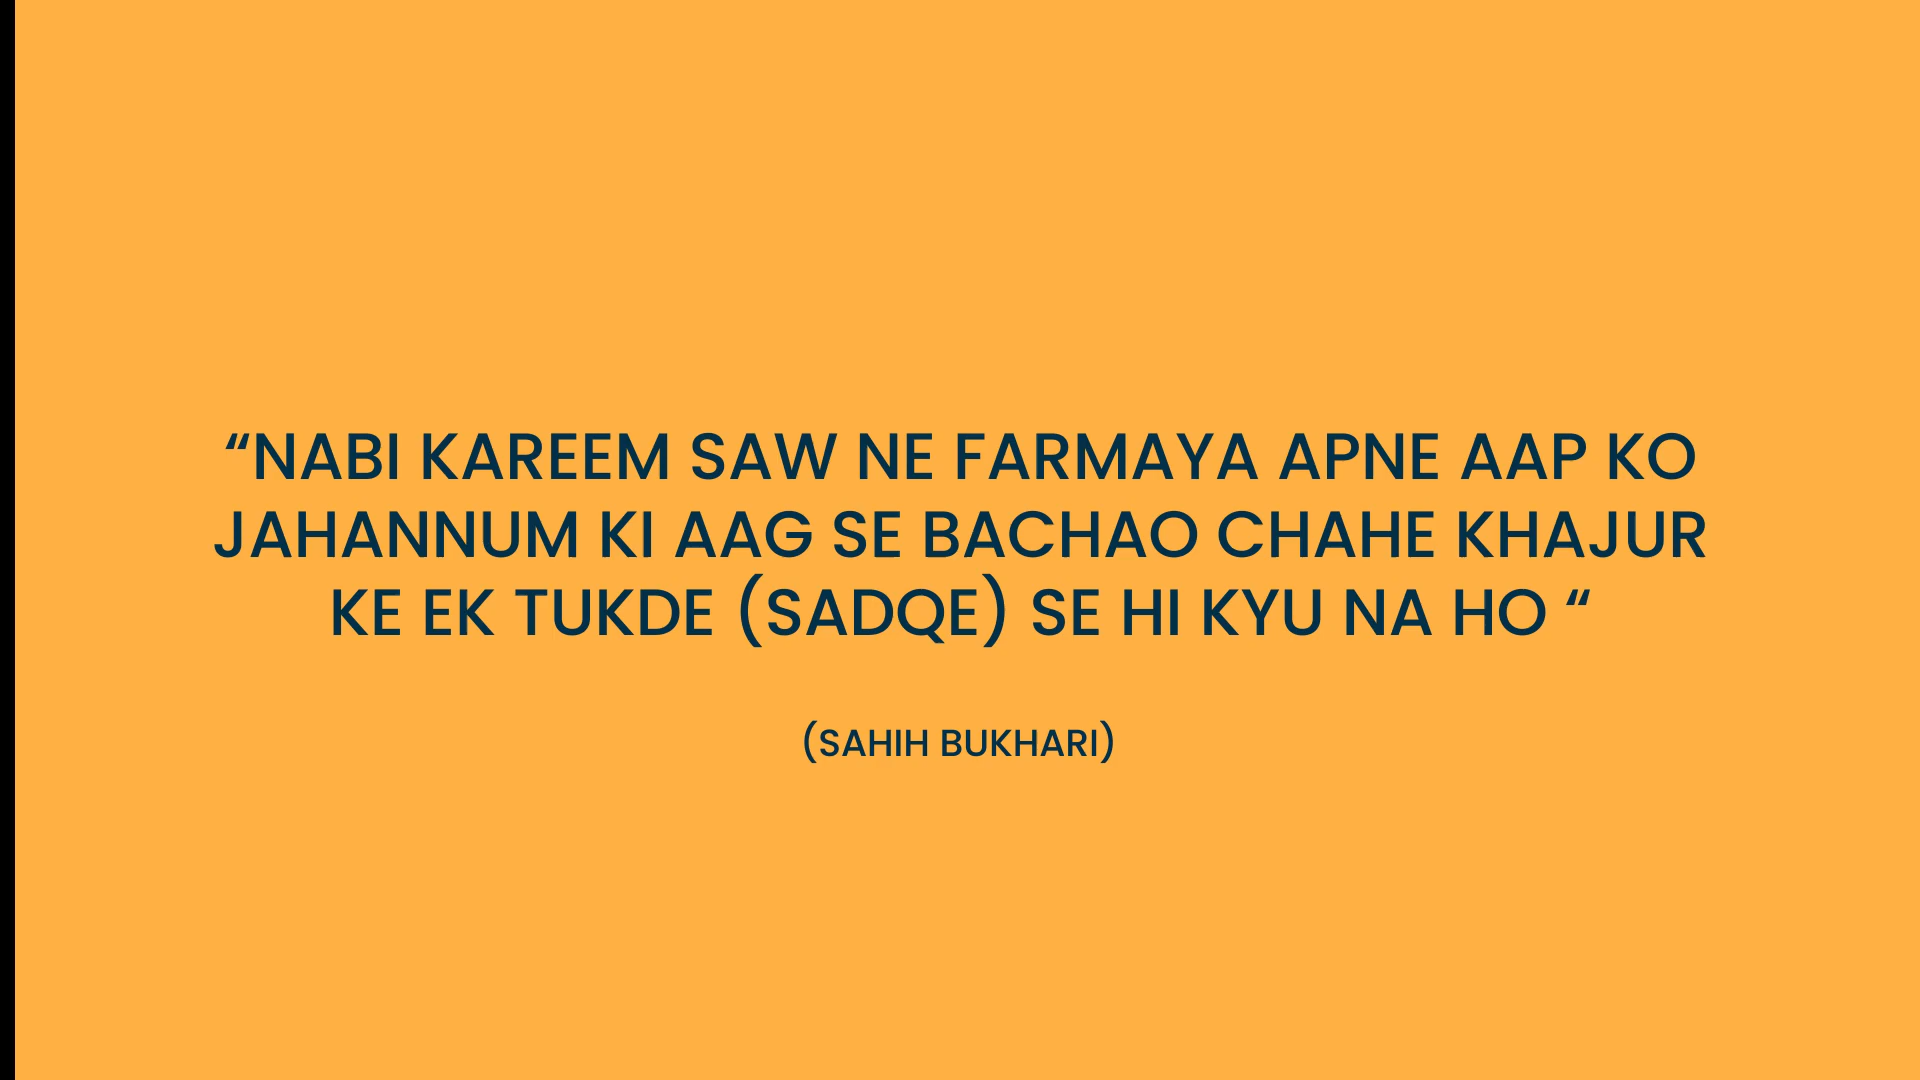 “NABI KAREEM SAW NE FARMAYA APNE AAP KO
JAHANNUM KI AAG SE BACHAO CHAHE KHAJUR
KE EK TUKDE (SADQE) SE HI KYU NA HO “
(SAHIH BUKHARI)